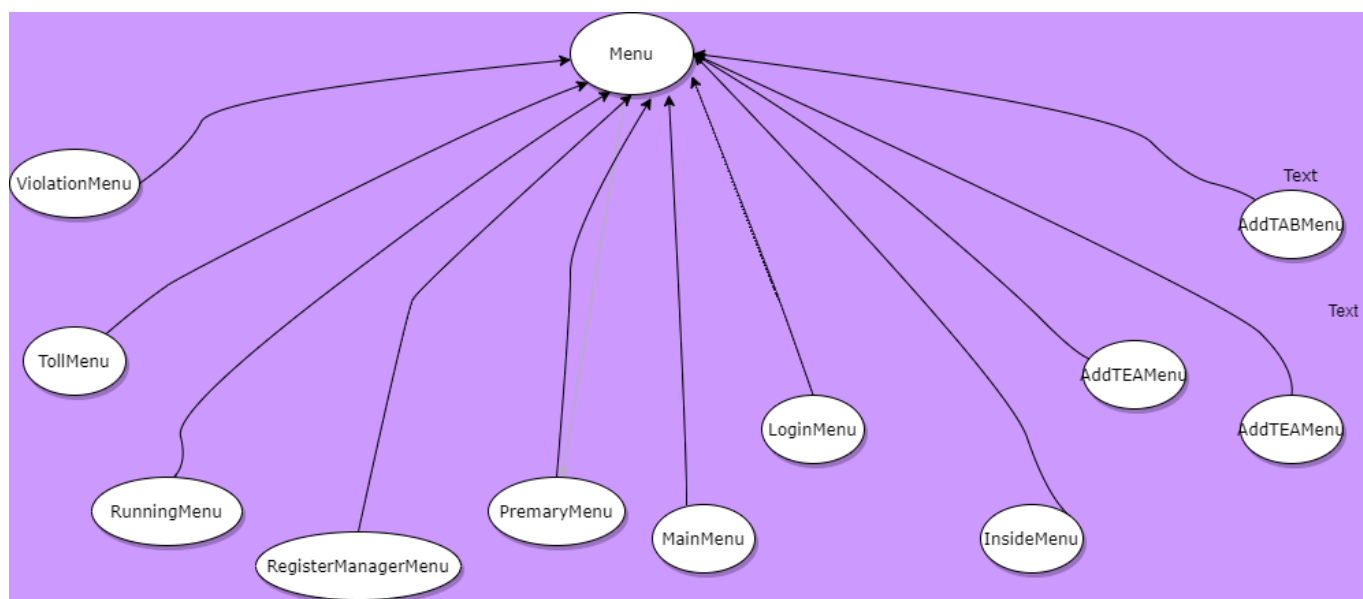 Menu
ViolationMenu
Text
AddTABMenu
Text
TollMenu
AddTEAMenu
LoginMenu
AddTEAMenu
RunningMenu
PremaryMenu
MainMenu
InsideMenu
RegisterManagerMenu